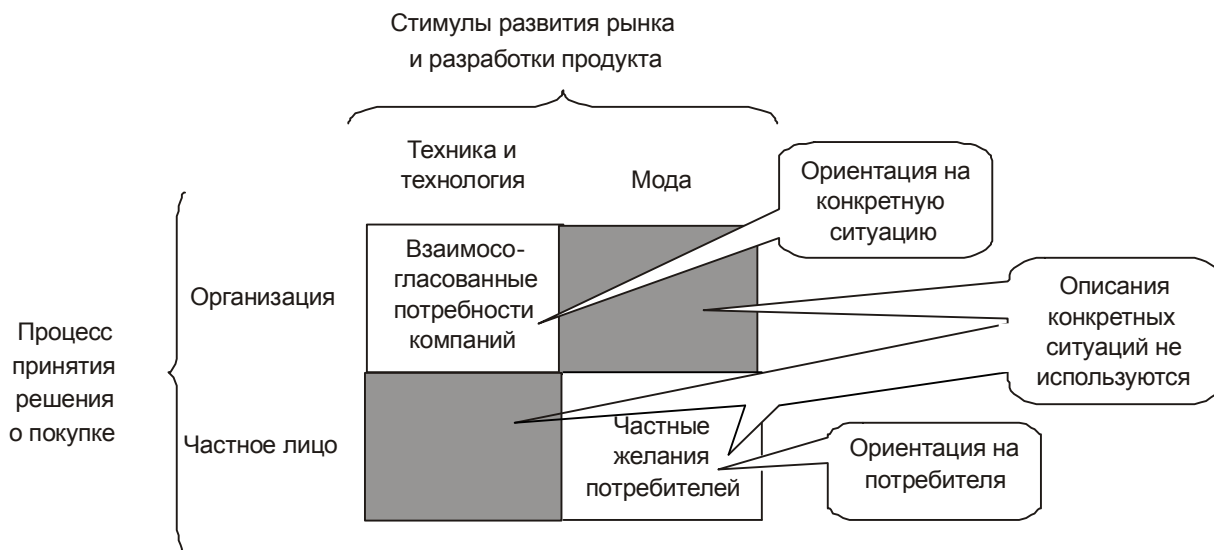 Стимулы развития рынка
и разработки продукта
Техника и
технология
Мода
Ориентация на
конкретную
ситуацию
Взаимосо-
гласованные
потребности
компаний
Организация
Описания
конкретных
ситуаций не
используются
Процесс
принятия
решения
о покупке
Частное лицо
Частные
желания
потребителей
Ориентация на
потребителя